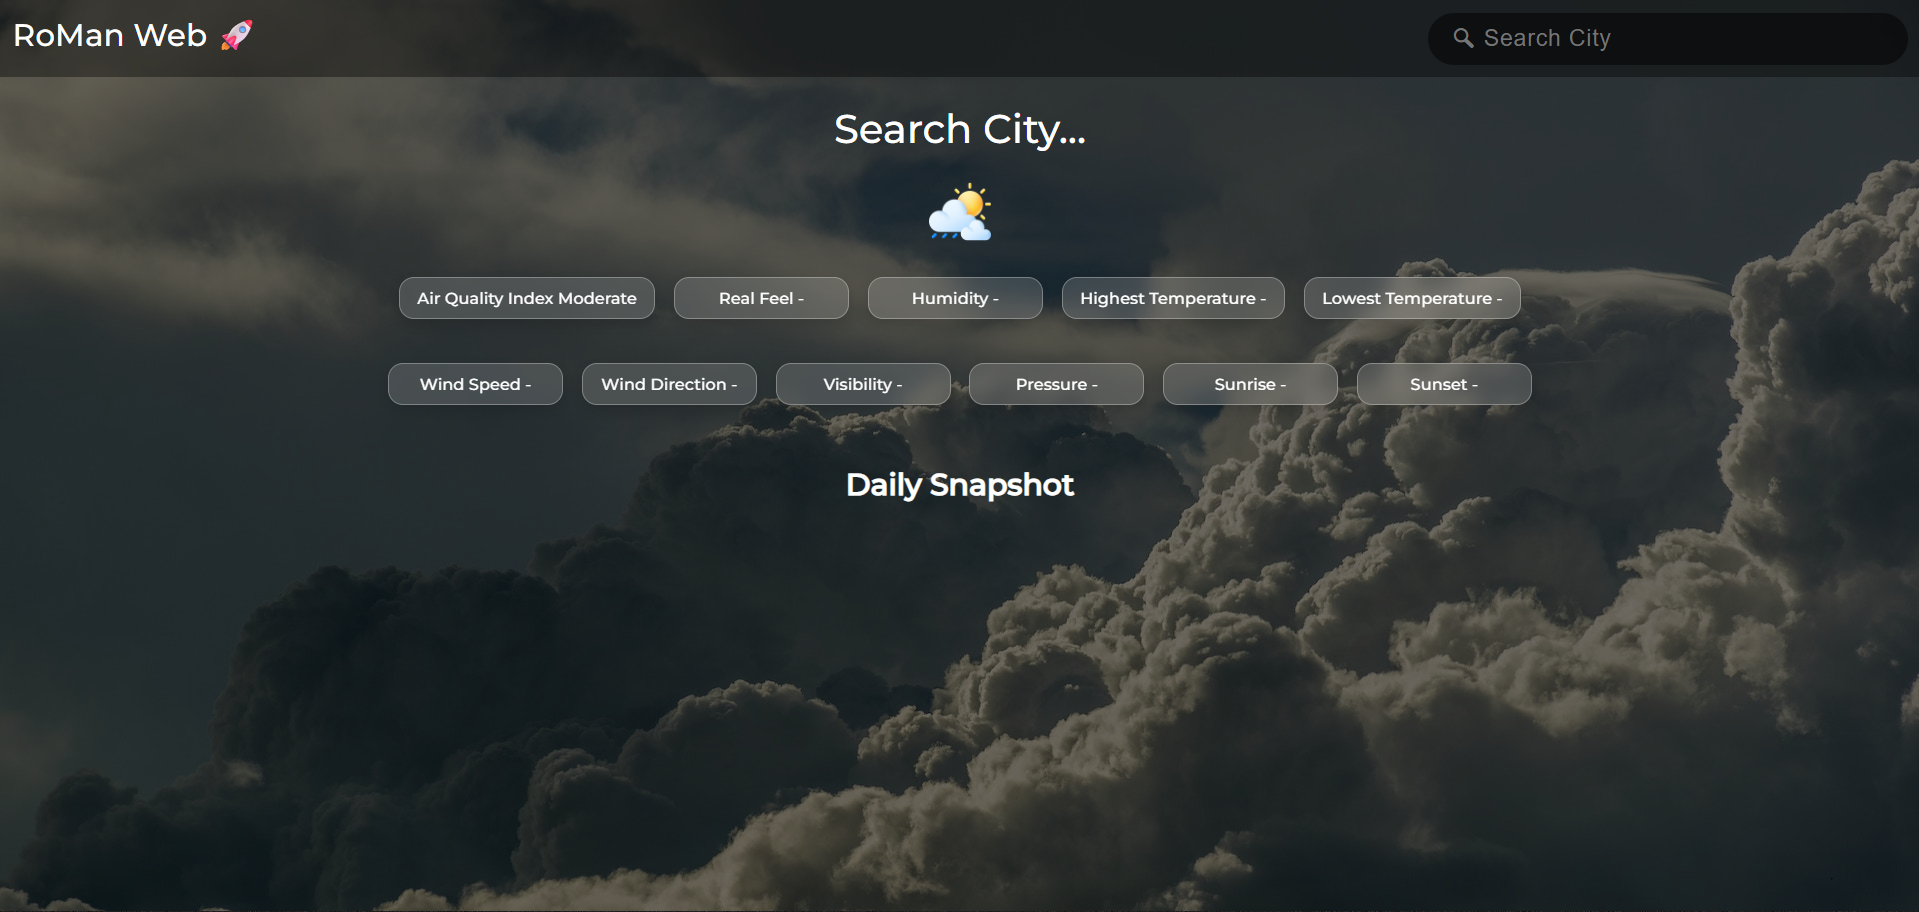 RoMan Web 🚀
Search City
Search City...
Air Quality Index Moderate
Real Feel -
Humidity -
Highest Temperature -
Lowest Temperature -
Wind Speed -
Wind Direction -
Visibility -
Pressure -
Sunrise -
Sunset -
Daily Snapshot